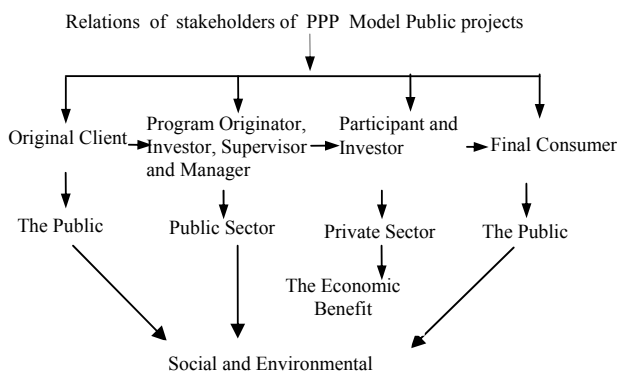 Relations of stakeholders of PPP Model Public projects
Original Client
Program Originator,
Investor, Supervisor
and Manager
Participant and
Investor
Final Consumer
The Public
Public Sector
Private Sector
The Public
The Economic
Benefit
Social and Environmental